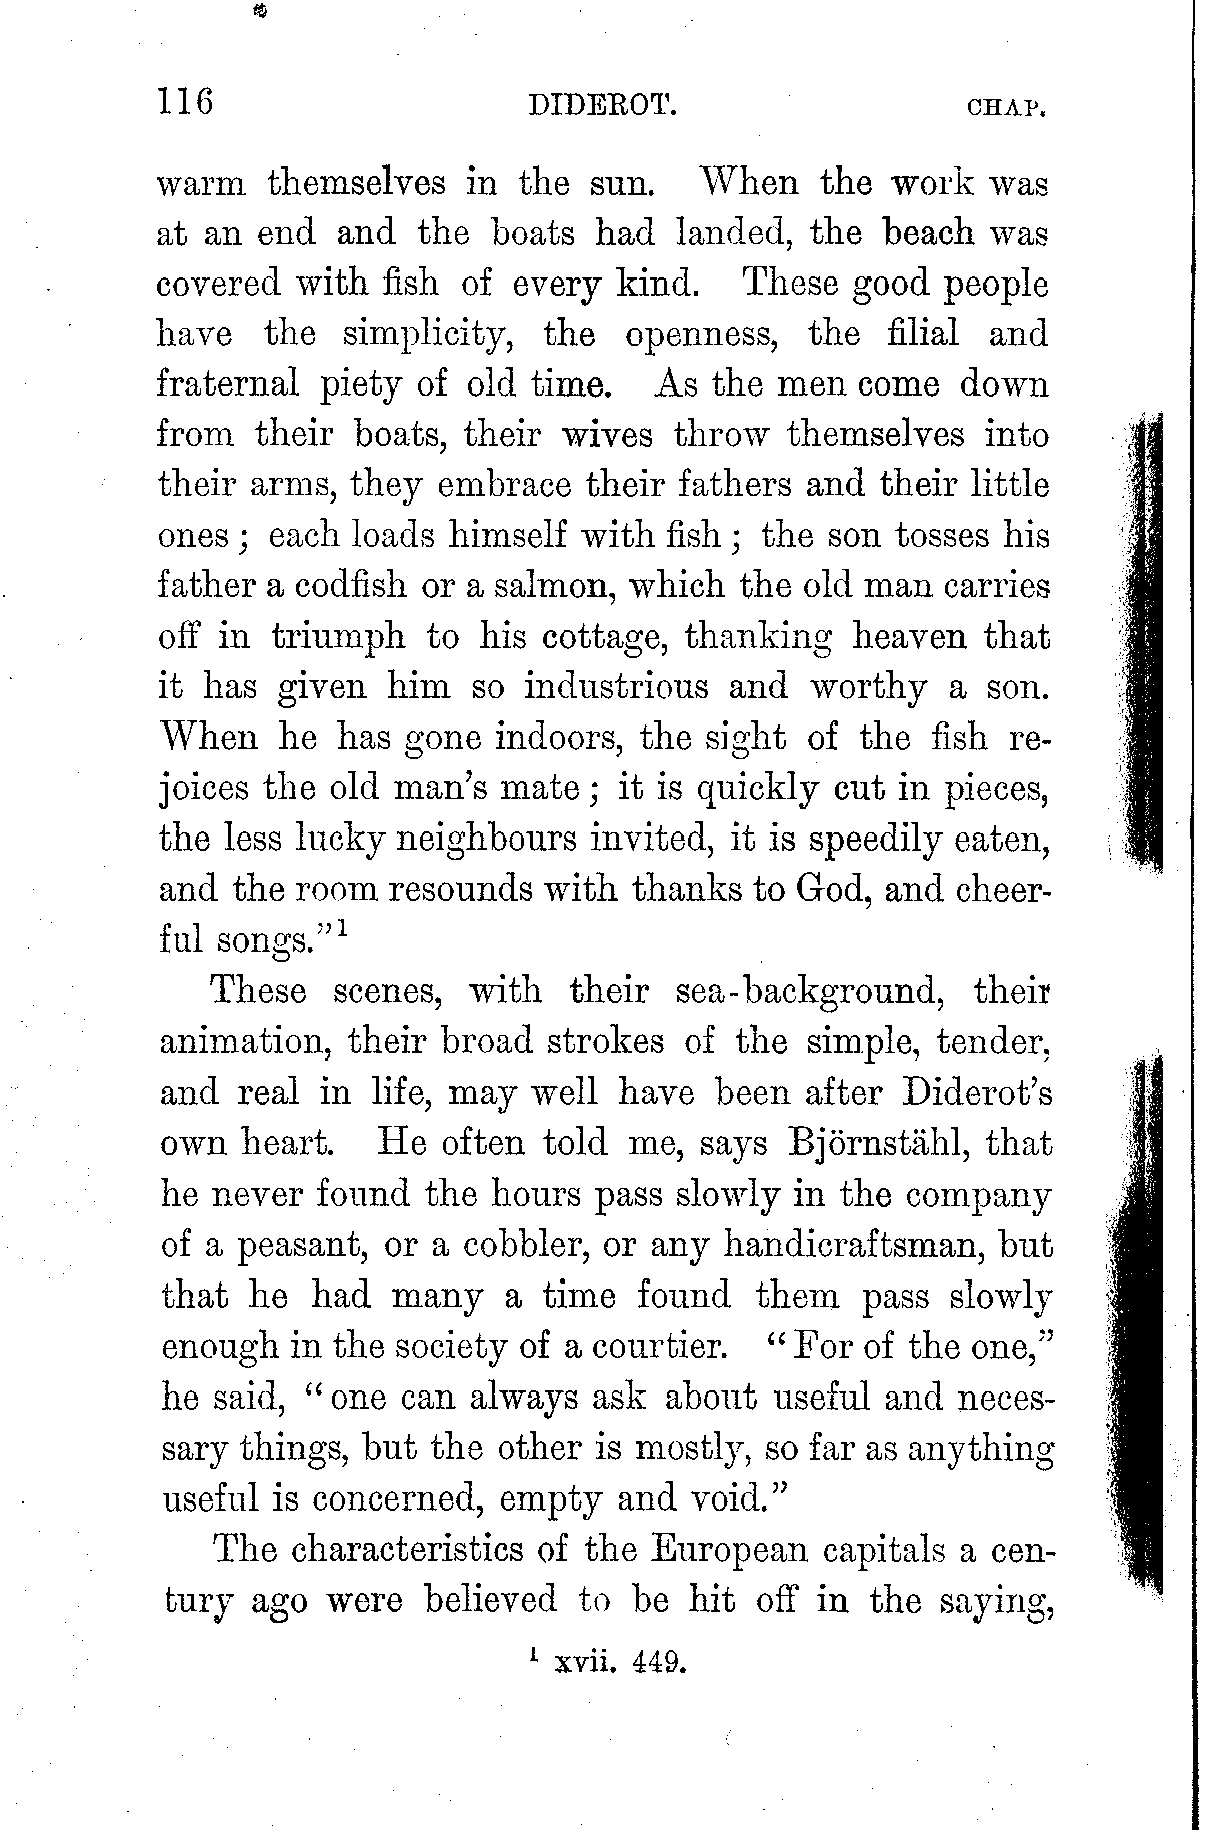 116 DIDEROT. CHAP.
warm themselves in the sun. When the work was
at an end and the boats had landed, the beach was
covered with fish of every kind. These good people
have the simplicity, the openness, the filial and
fraternal piety of old time. As the men come down
from their boats, their wives throw themselves into
their arms, they embrace their fathers and their little
ones ; each loads himself with fish ; the son tosses his
father a codfish or a salmon, which the old man carries
off in triumph to his cottage, thanking heaven that
it has given him so industrious and worthy a son.
When he has gone indoors, the sight of the fish re-
joices the old man's mate ; it is quickly cut in pieces,
the less lucky neighbours invited, it is speedily eaten,
and the room resounds with thanks to God, and cheer-
ful songs."¹
These scenes, with their sea-background, their
animation, their broad strokes of the simple, tender,
and real in life, may well have been after Diderot's
own heart. He often told me, says Björnstähl, that
he never found the hours pass slowly in the company
of a peasant, or a cobbler, or any handicraftsman, but
that he had many a time found them pass slowly
enough in the society of a courtier. "For of the one,"
he said, "one can always ask about useful and neces-
sary things, but the other is mostly, so far as anything
useful is concerned, empty and void."
The characteristics of the European capitals a cen-
tury ago were believed to be hit off in the saying,
¹ xvii. 449.